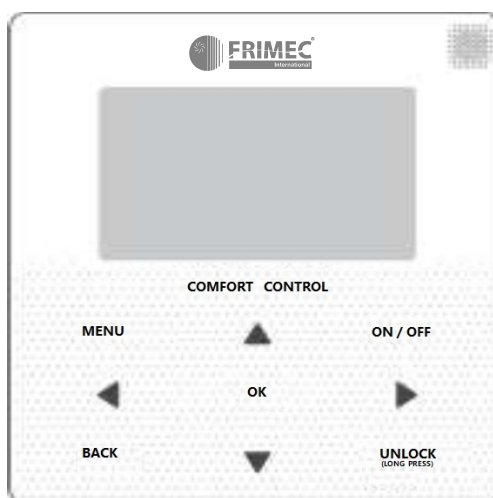 FRIMEC®
International
COMFORT CONTROL
MENU
ON / OFF
OK
BACK
UNLOCK
(LONG PRESS)